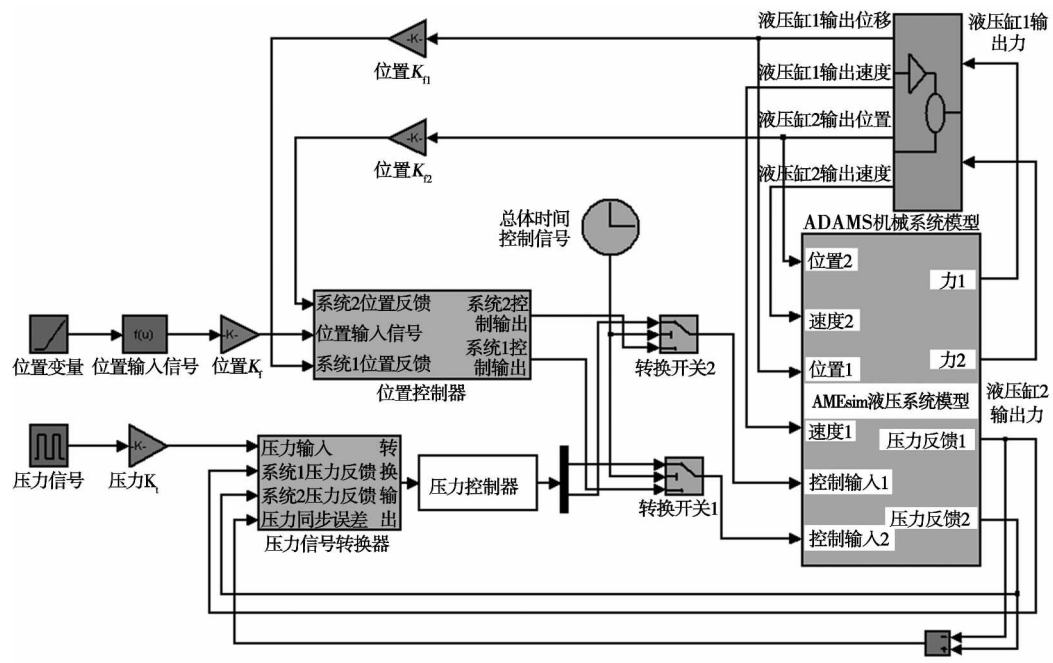 液压缸1输出位移
液压缸1输
出力
-K-
位置Kf1
液压缸1输出速度
液压缸2输出位置
-K-
位置Kf2
液压缸2输出速度
总体时间
控制信号
ADAMS机械系统模型
位置2
力1
系统2位置反馈
系统2控
制输出
位置输入信号
系统1控
制输出
系统1位置反馈
位置控制器
f(u)
-K-
位置变量
位置输入信号
位置Kf
转换开关2
速度2
力2
位置1
AMEsim液压系统模型
液压缸2
输出力
速度1
压力反馈1
-K-
压力信号
压力Kt
压力输入
转
系统1压力反馈
换
系统2压力反馈
输
压力同步误差
出
压力信号转换器
压力控制器
转换开关1
控制输入1
压力反馈2
控制输入2
-
+